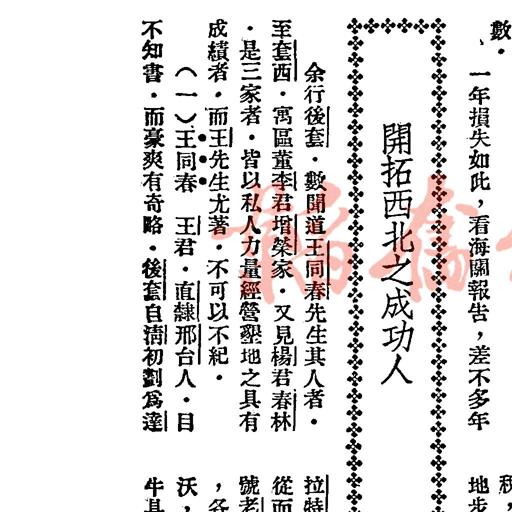 數・
、一年損失如此，看海關報告，差不多年
開拓西北之成功人
余行後套・數聞道王同春先生其人者・
至套西・寓區董李君增榮家・又見楊君春林
・是三家者・皆以私人力量經營墾地之具有
成績者・而王先生尤著・不可以不紀・
（一）王同春　王君・直隸邢台人・目
不知書・而豪爽有奇略・後套自清初劃爲達
稅，
地步
拉特
從而
號老
，各
沃，
牛具